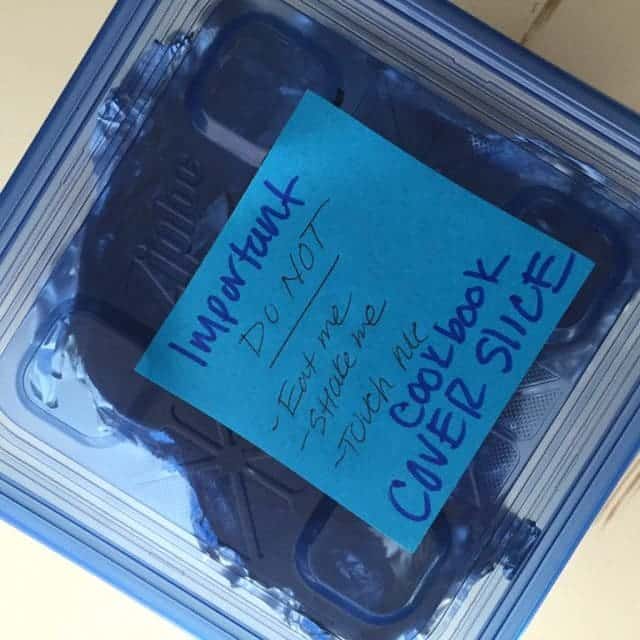 Ziploc
Important
DO NOT
-Eat me
-shake me
-Touch me
COOkbOOK
COVER SLICE